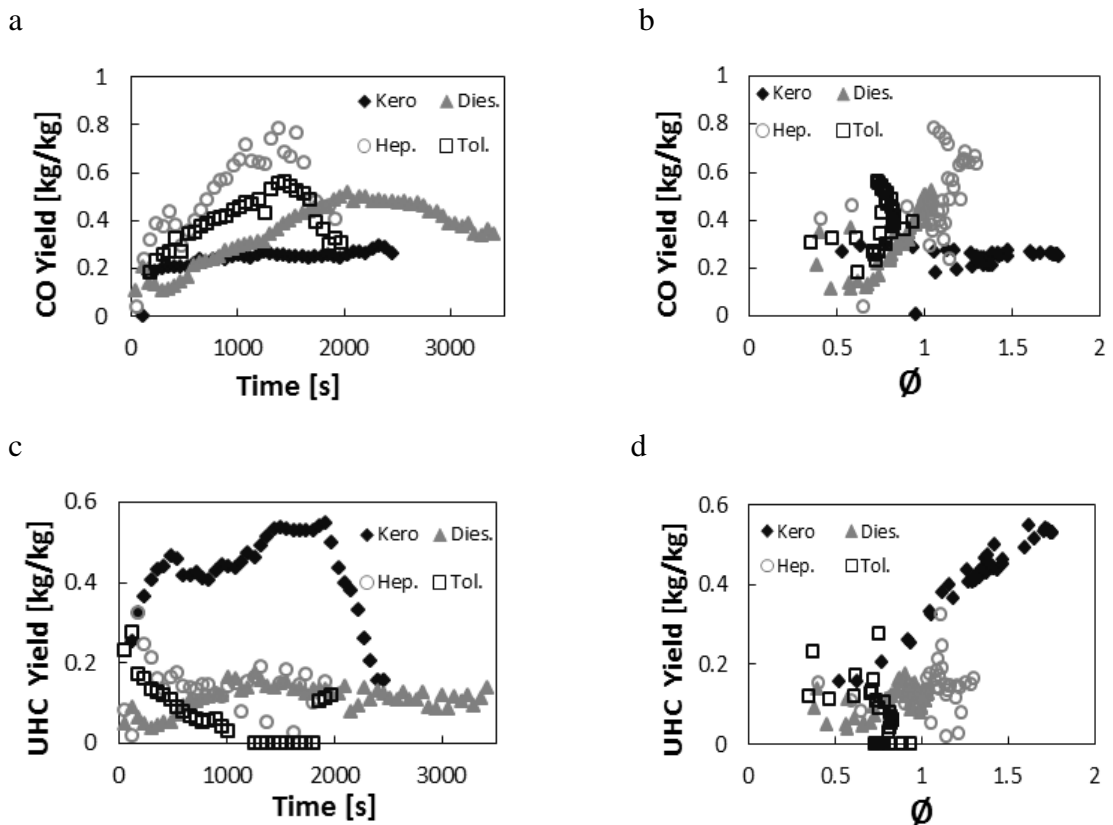 a
CO Yield [kg/kg]
1
0.8
0.6
0.4
0.2
0
Kero Dies.
Hep. Tol.
0 1000 2000 3000
Time [s]
b
CO Yield [kg/kg]
1
0.8
0.6
0.4
0.2
0
Kero Dies.
Hep. Tol.
0 0.5 1 1.5 2
Ø
c
UHC Yield [kg/kg]
0.6
0.4
0.2
0
Kero Dies.
Hep. Tol.
0 1000 2000 3000
Time [s]
d
UHC Yield [kg/kg]
0.6
0.4
0.2
0
Kero Dies.
Hep. Tol.
0 0.5 1 1.5 2
Ø